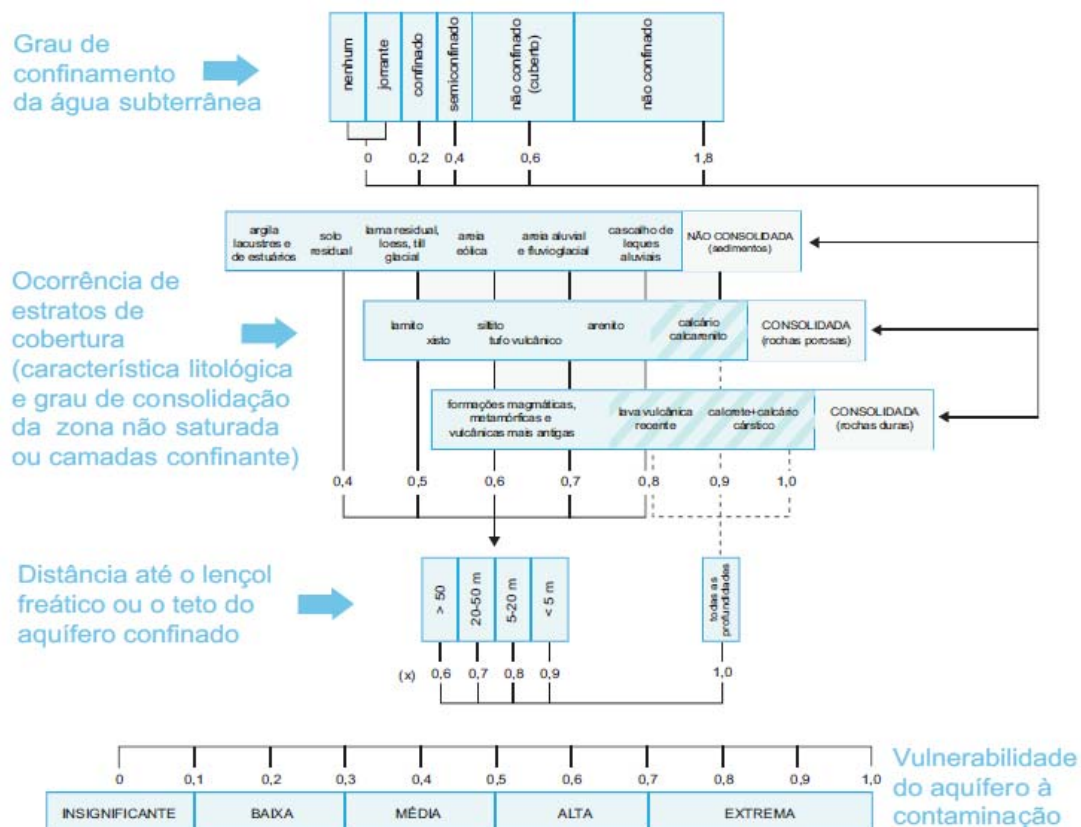 Grau de
confinamento
da água subterrânea
nenhum
jorrante
confinado
semiconfinado
não confinado
(cuberto)
não confinado
0 0,2 0,4 0,6 1,8
Ocorrência de
estratos de
cobertura
(característica litológica
e grau de consolidação
da zona não saturada
ou camadas confinante)
argila
lacustres e
de estuários
solo
residual
lama residual,
loess, till
glacial
areia
eólica
areia aluvial
e fluvioglacial
cascalho de
leques
aluviais
NÃO CONSOLIDADA
(sedimentos)
lamito
xisto
siltito
tufo vulcânico
arenito
calcário
calcarenito
CONSOLIDADA
(rochas porosas)
formações magmáticas,
metamórficas e
vulcânicas mais antigas
lava vulcânica
recente
calcrete+calcário
cárstico
CONSOLIDADA
(rochas duras)
0,4 0,5 0,6 0,7 0,8 0,9 1,0
Distância até o lençol
freático ou o teto do
aquífero confinado
> 50
20-50 m
5-20 m
< 5 m
todas as
profundidades
(x) 0,6 0,7 0,8 0,9 1,0
0 0,1 0,2 0,3 0,4 0,5 0,6 0,7 0,8 0,9 1,0
INSIGNIFICANTE BAIXA MÉDIA ALTA EXTREMA
Vulnerabilidade
do aquífero à
contaminação